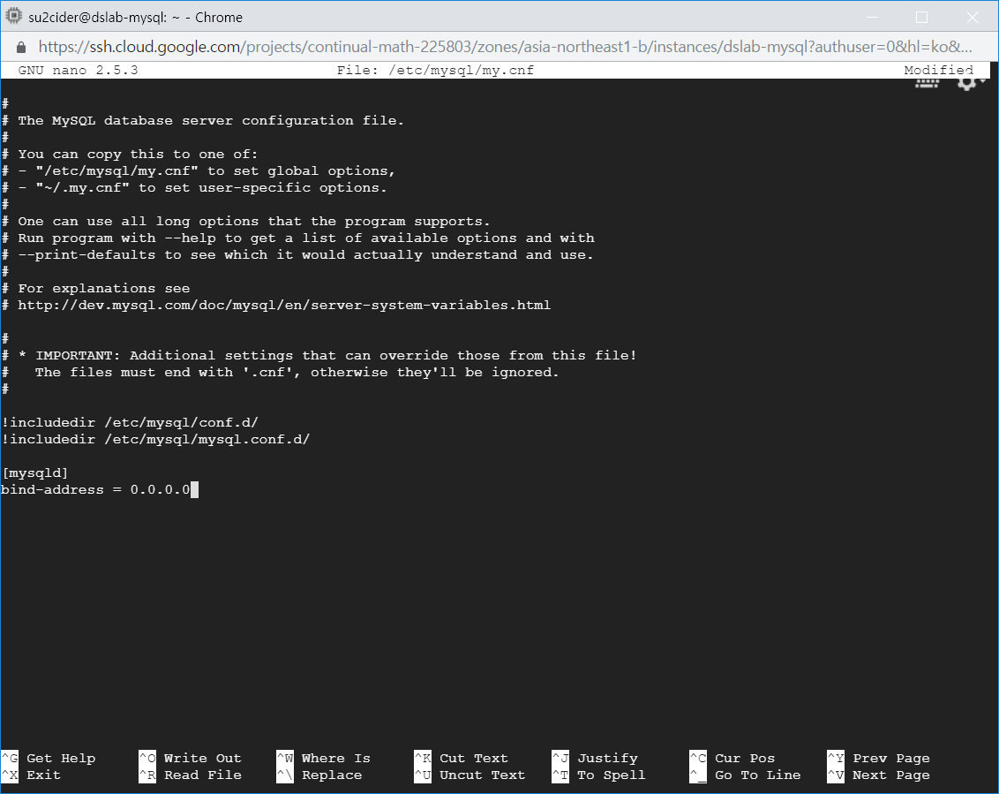 su2cider@dslab-mysql: ~ - Chrome
https://ssh.cloud.google.com/projects/continual-math-225803/zones/asia-northeast1-b/instances/dslab-mysql?authuser=0&hl=ko&...
GNU nano 2.5.3 File: /etc/mysql/my.cnf Modified
#
# The MySQL database server configuration file.
#
# You can copy this to one of:
# - "/etc/mysql/my.cnf" to set global options,
# - "~/.my.cnf" to set user-specific options.
#
# One can use all long options that the program supports.
# Run program with --help to get a list of available options and with
# --print-defaults to see which it would actually understand and use.
#
# For explanations see
# http://dev.mysql.com/doc/mysql/en/server-system-variables.html
#
# * IMPORTANT: Additional settings that can override those from this file!
#   The files must end with '.cnf', otherwise they'll be ignored.
#
!includedir /etc/mysql/conf.d/
!includedir /etc/mysql/mysql.conf.d/
[mysqld]
bind-address = 0.0.0.0
^G Get Help ^O Write Out ^W Where Is ^K Cut Text ^J Justify ^C Cur Pos ^Y Prev Page
^X Exit ^R Read File ^\ Replace ^U Uncut Text ^T To Spell ^_ Go To Line ^V Next Page